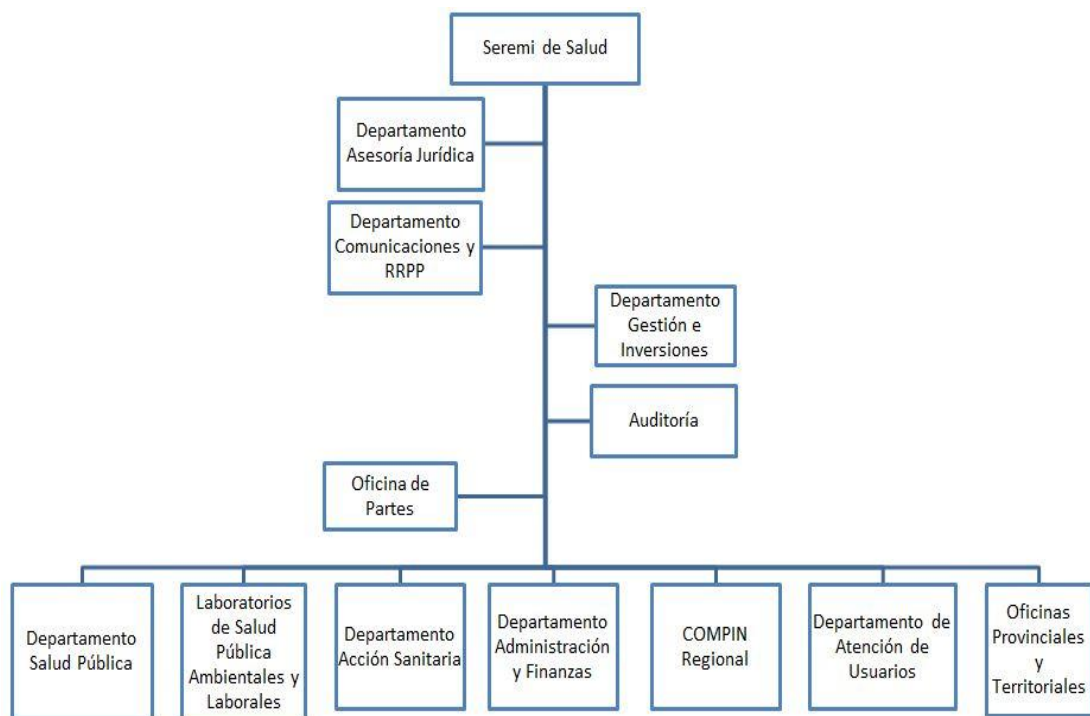 Seremi de Salud
Departamento
Asesoría Jurídica
Departamento
Comunicaciones y
RRPP
Departamento
Gestión e
Inversiones
Auditoría
Oficina de
Partes
Departamento
Salud Pública
Laboratorios
de Salud
Pública
Ambientales y
Laborales
Departamento
Acción Sanitaria
Departamento
Administración
y Finanzas
COMPIN
Regional
Departamento de
Atención de
Usuarios
Oficinas
Provinciales
y
Territoriales